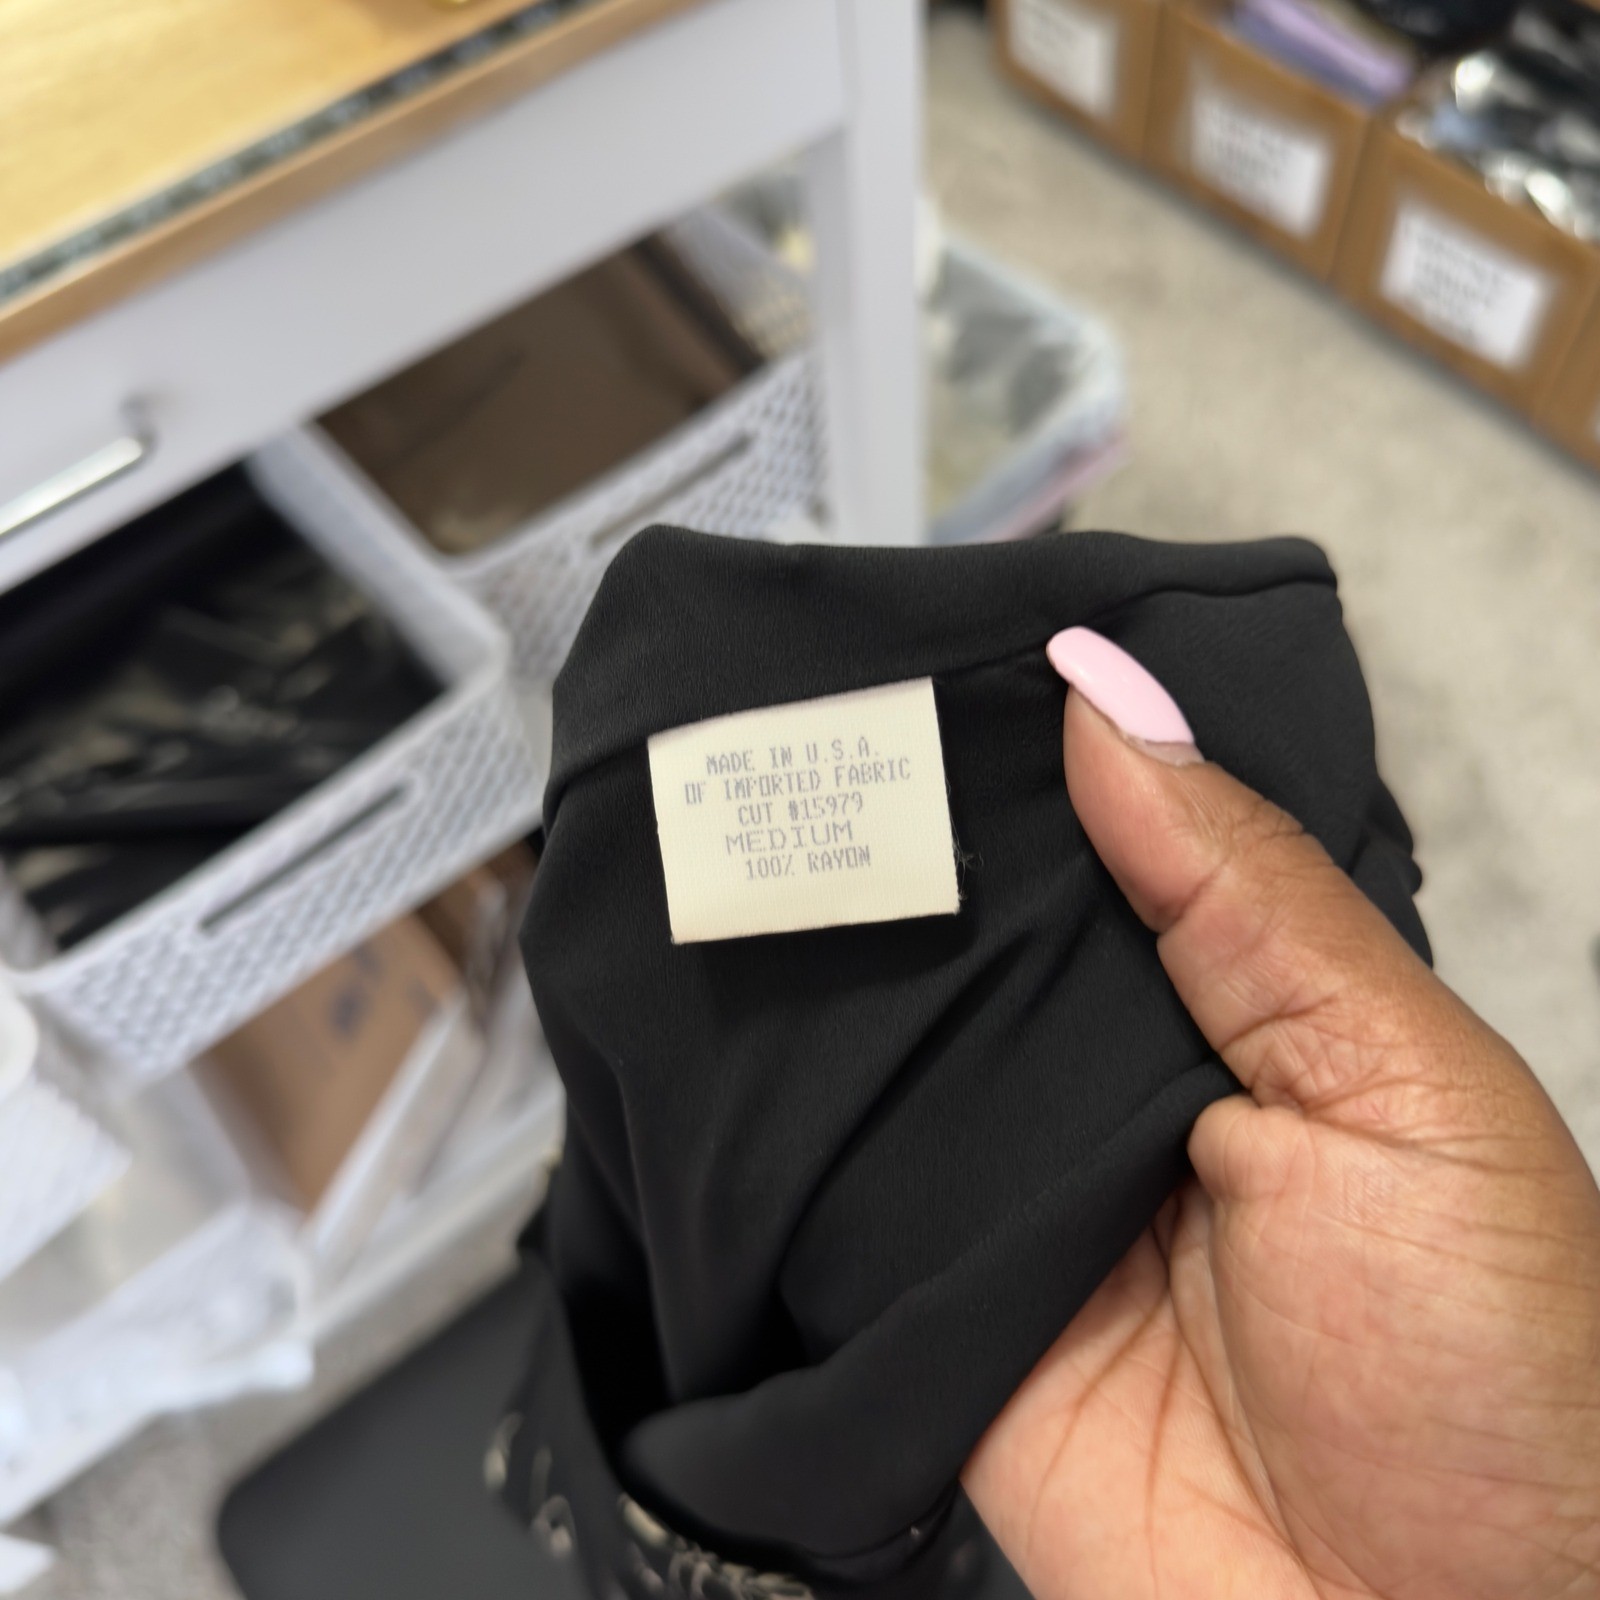 MADE IN U.S.A.
OF IMPORTED FABRIC
CUT #15979
MEDIUM
100% RAYON